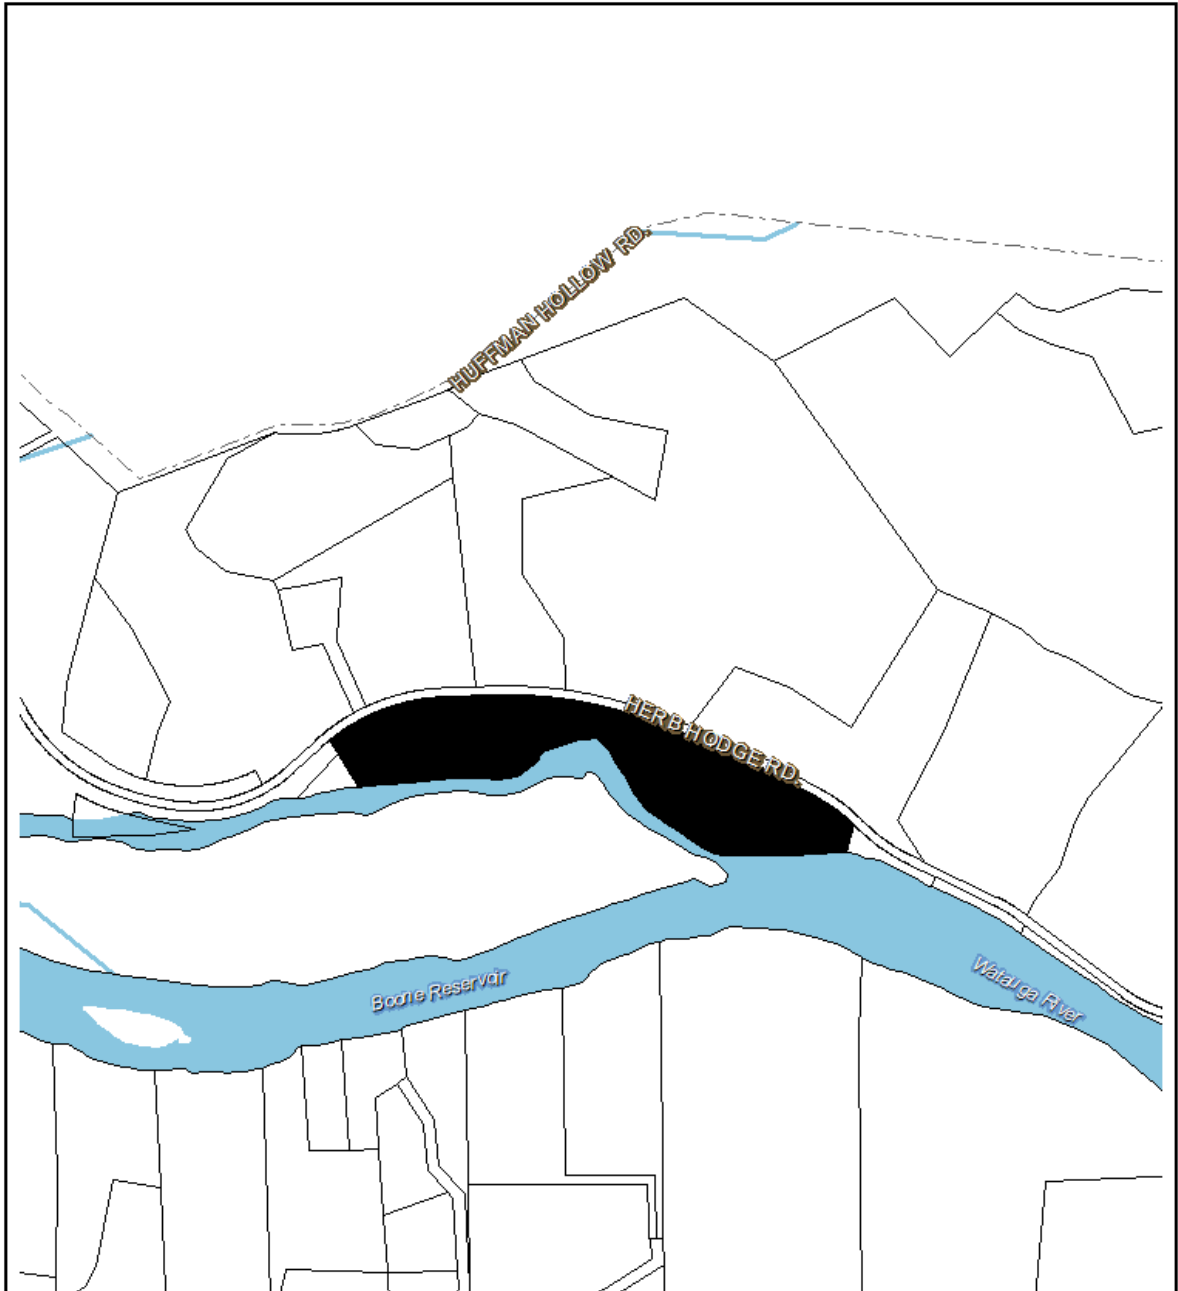 HUFFMAN HOLLOW RD.
HERB HODGE RD.
Boone Reservoir
Watauga River